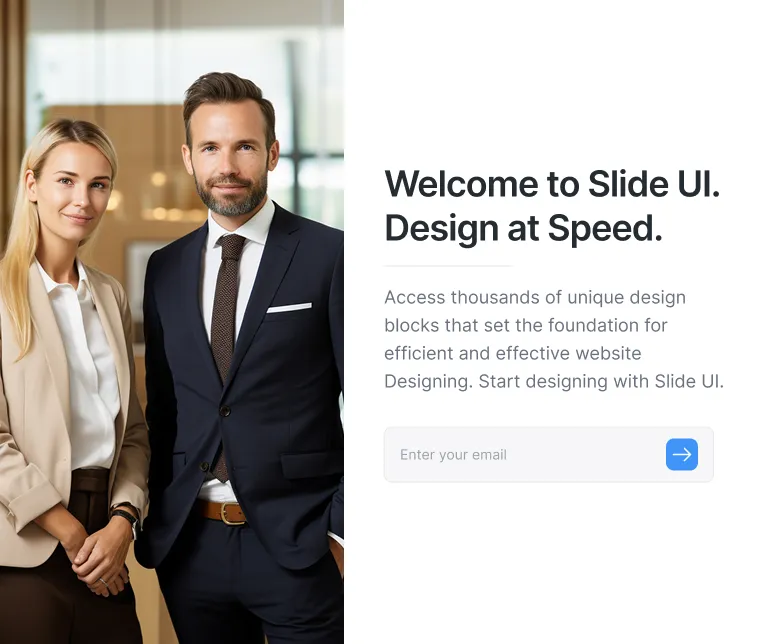 Welcome to Slide UI.
Design at Speed.
Access thousands of unique design
blocks that set the foundation for
efficient and effective website
Designing. Start designing with Slide UI.
Enter your email